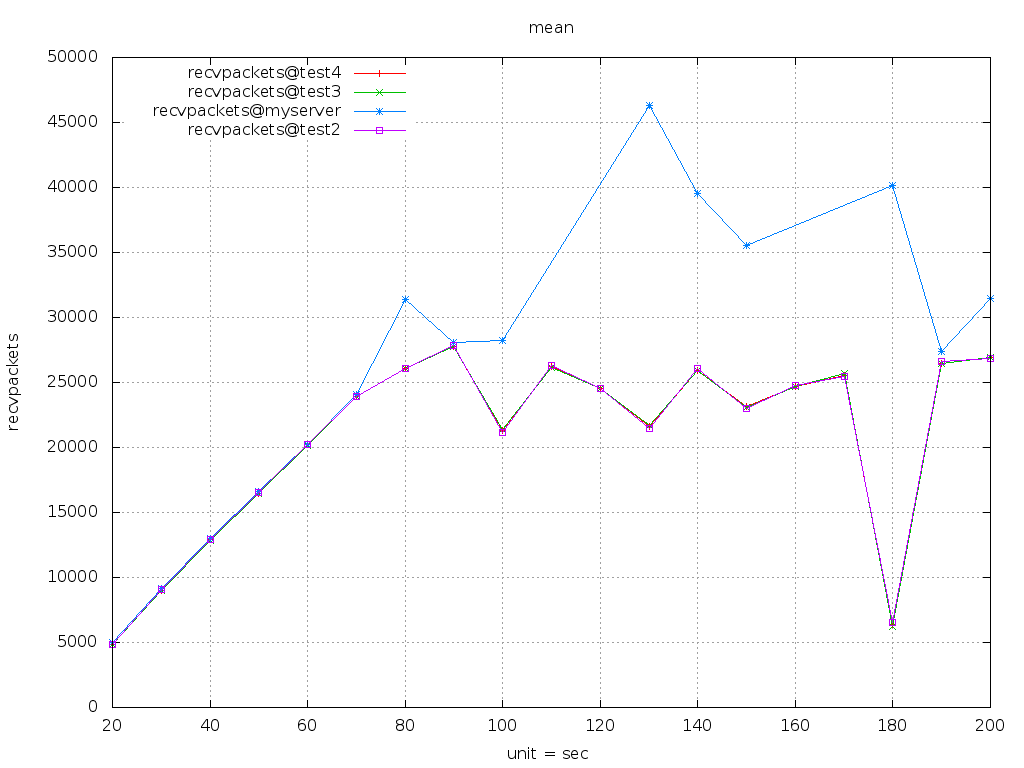 mean
50000
45000
40000
35000
30000
25000
20000
15000
10000
5000
0
recvpackets@test4
recvpackets@test3
recvpackets@myserver
recvpackets@test2
recvpackets
20 40 60 80 100 120 140 160 180 200
unit = sec